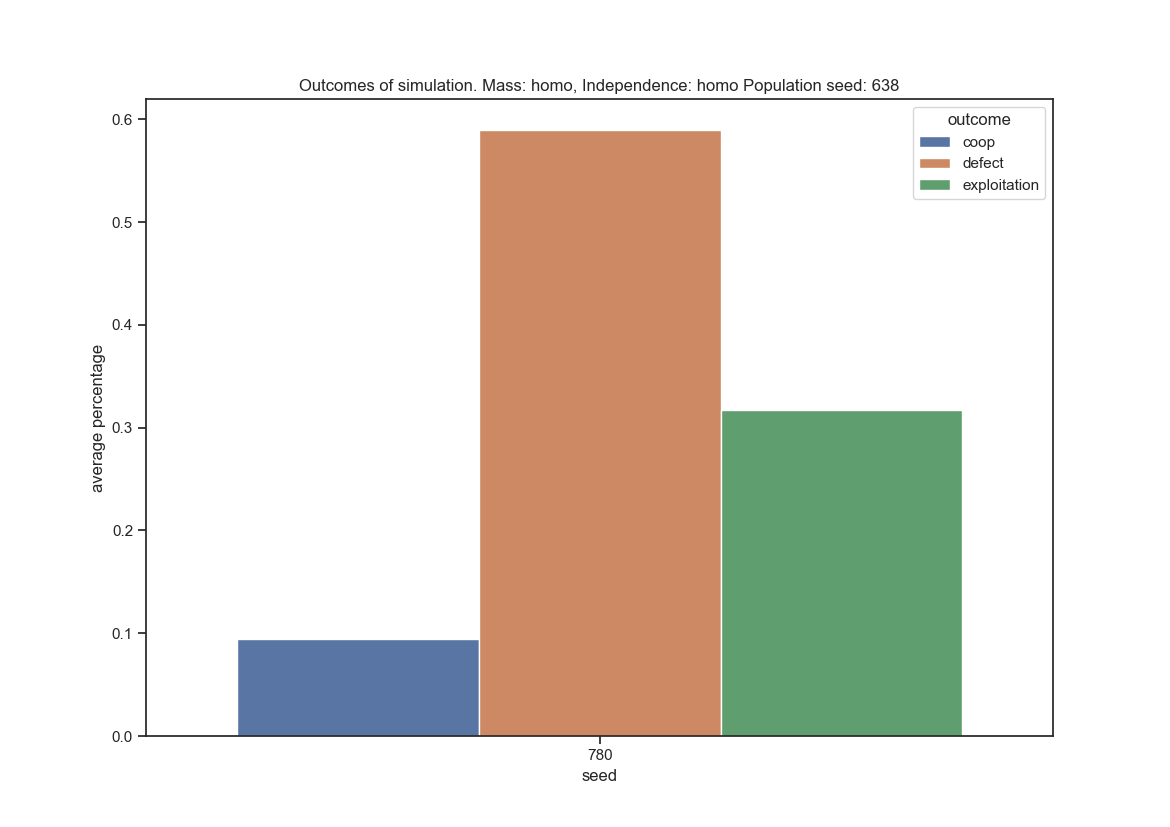 Outcomes of simulation. Mass: homo, Independence: homo Population seed: 638
outcome
coop
defect
exploitation
average percentage
0.6
0.5
0.4
0.3
0.2
0.1
0.0
780
seed